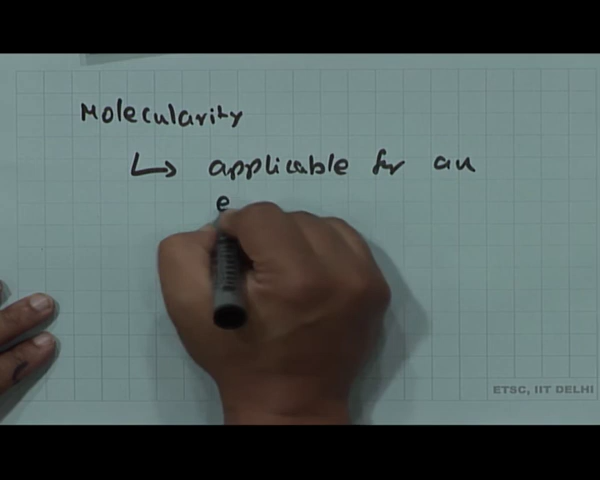 Molecularity
↳ applicable for an
e
ETSC, IIT DELHI